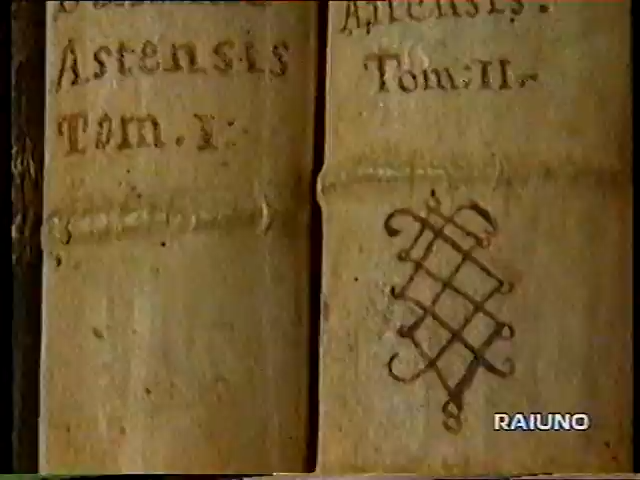 Astensis
Tom. I.
Astensis.
Tom. II.
RAIUNO